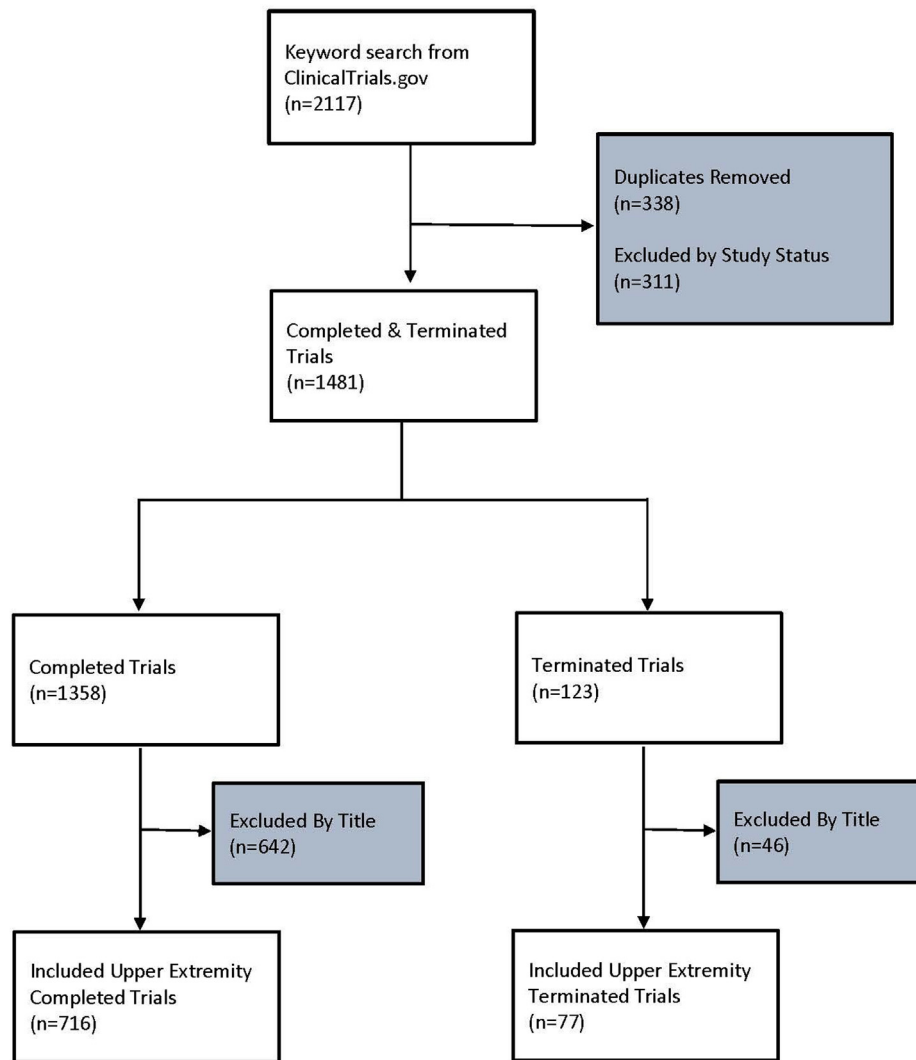 Keyword search from
ClinicalTrials.gov
(n=2117)
Duplicates Removed
(n=338)
Excluded by Study Status
(n=311)
Completed & Terminated
Trials
(n=1481)
Completed Trials
(n=1358)
Terminated Trials
(n=123)
Excluded By Title
(n=642)
Excluded By Title
(n=46)
Included Upper Extremity
Completed Trials
(n=716)
Included Upper Extremity
Terminated Trials
(n=77)